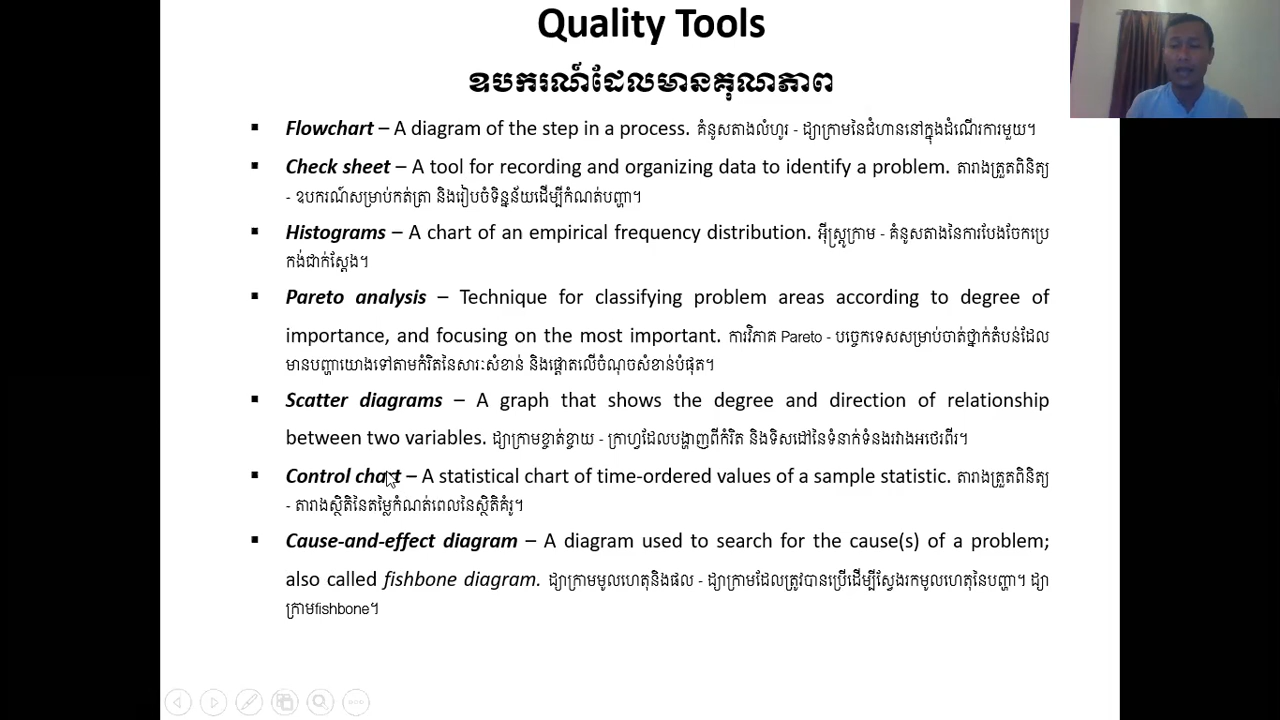 Quality Tools
ឧបករណ៍ដែលមានគុណភាព
▪ Flowchart – A diagram of the step in a process. គំនូសតាងលំហូរ - ដ្យាក្រាមនៃជំហាននៅក្នុងដំណើរការមួយ។
▪ Check sheet – A tool for recording and organizing data to identify a problem. តារាងត្រួតពិនិត្យ
- ឧបករណ៍សម្រាប់កត់ត្រា និងរៀបចំទិន្នន័យដើម្បីកំណត់បញ្ហា។
▪ Histograms – A chart of an empirical frequency distribution. អ៊ីស្តូក្រាម - គំនូសតាងនៃការបែងចែកប្រេ
កង់ជាក់ស្តែង។
▪ Pareto analysis – Technique for classifying problem areas according to degree of
importance, and focusing on the most important. ការវិភាគ Pareto - បច្ចេកទេសសម្រាប់ចាត់ថ្នាក់តំបន់ដែល
មានបញ្ហាយោងទៅតាមកំរិតនៃសារៈសំខាន់ និងផ្តោតលើចំណុចសំខាន់បំផុត។
▪ Scatter diagrams – A graph that shows the degree and direction of relationship
between two variables. ដ្យាក្រាមខ្ចាត់ខ្ចាយ - ក្រាហ្វដែលបង្ហាញពីកំរិត និងទិសដៅនៃទំនាក់ទំនងរវាងអថេរពីរ។
▪ Control chart – A statistical chart of time-ordered values of a sample statistic. តារាងត្រួតពិនិត្យ
- តារាងស្ថិតិនៃតម្លៃកំណត់ពេលនៃស្ថិតិគំរូ។
▪ Cause-and-effect diagram – A diagram used to search for the cause(s) of a problem;
also called fishbone diagram. ដ្យាក្រាមមូលហេតុនិងផល - ដ្យាក្រាមដែលត្រូវបានប្រើដើម្បីស្វែងរកមូលហេតុនៃបញ្ហា។ ដ្យា
ក្រាមfishbone។